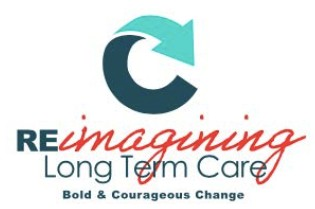 REimagining
Long Term Care
Bold & Courageous Change